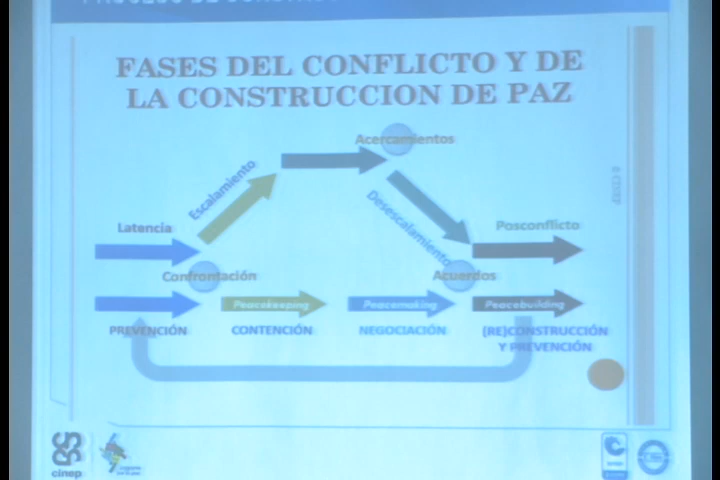 FASES DEL CONFLICTO Y DE
LA CONSTRUCCION DE PAZ
Acercamientos
Escalamiento
Desescalamiento
Latencia
Posconflicto
Confrontación
Acuerdos
Peacekeeping
Peacemaking
Peacebuilding
PREVENCIÓN
CONTENCIÓN
NEGOCIACIÓN
(RE)CONSTRUCCIÓN
Y PREVENCIÓN
© CINEP
cinep